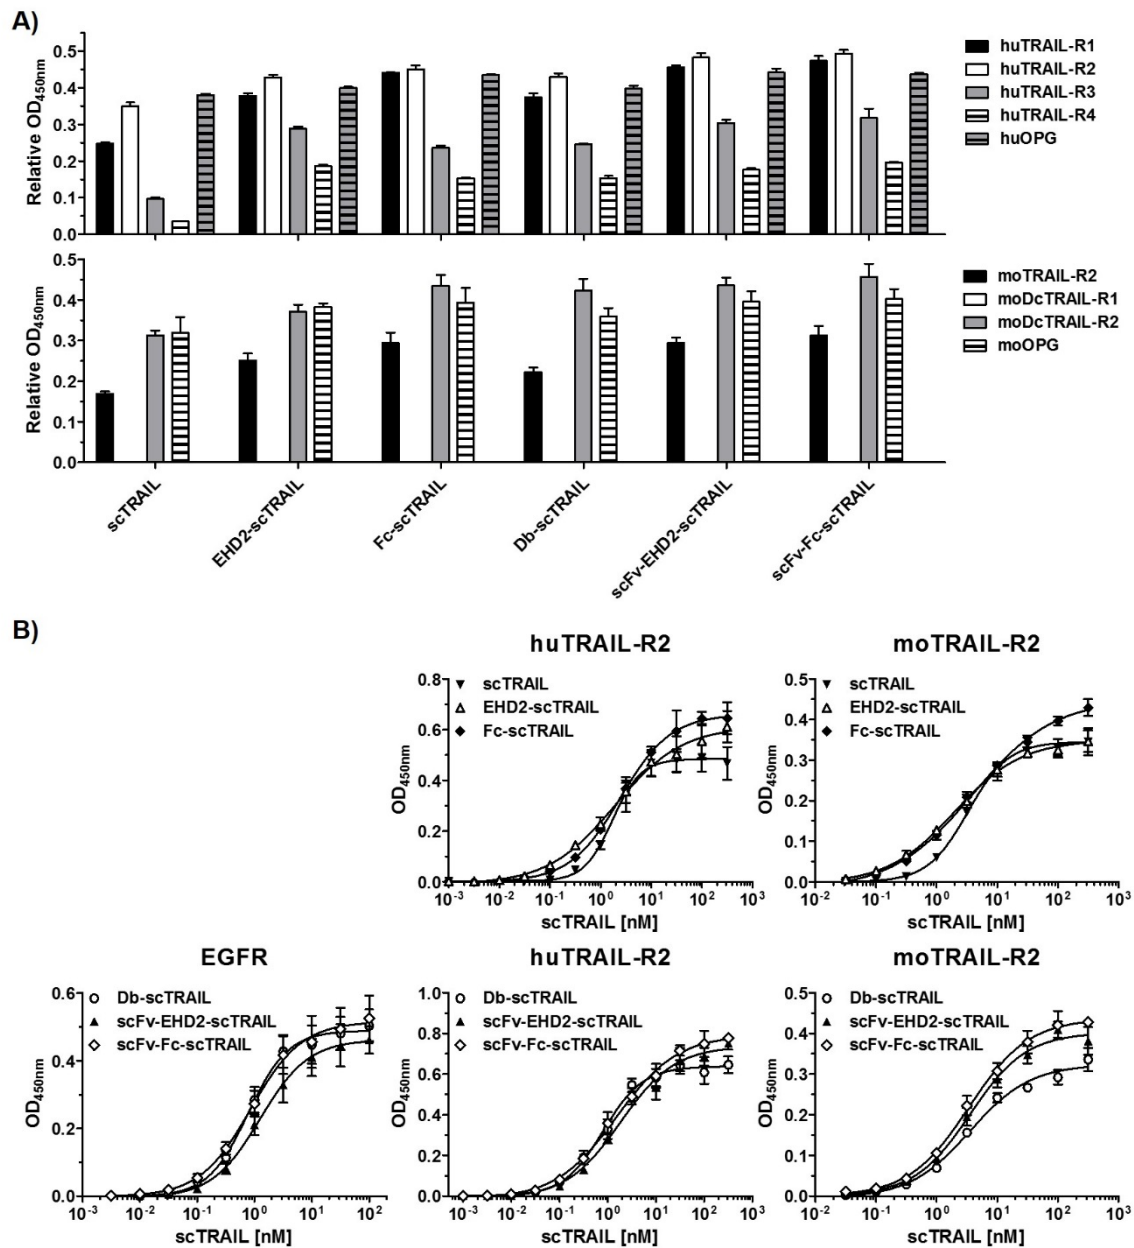 A)
Relative OD450nm
0.5
0.4
0.3
0.2
0.1
0.0
huTRAIL-R1
huTRAIL-R2
huTRAIL-R3
huTRAIL-R4
huOPG
Relative OD450nm
0.5
0.4
0.3
0.2
0.1
0.0
moTRAIL-R2
moDcTRAIL-R1
moDcTRAIL-R2
moOPG
scTRAIL
EHD2-scTRAIL
Fc-scTRAIL
Db-scTRAIL
scFv-EHD2-scTRAIL
scFv-Fc-scTRAIL
B)
huTRAIL-R2
OD450nm
0.8
0.6
0.4
0.2
0.0
scTRAIL
EHD2-scTRAIL
Fc-scTRAIL
10-3 10-2 10-1 100 101 102 103
scTRAIL [nM]
moTRAIL-R2
OD450nm
0.5
0.4
0.3
0.2
0.1
0.0
scTRAIL
EHD2-scTRAIL
Fc-scTRAIL
10-2 10-1 100 101 102 103
scTRAIL [nM]
EGFR
OD450nm
0.6
0.4
0.2
0.0
Db-scTRAIL
scFv-EHD2-scTRAIL
scFv-Fc-scTRAIL
10-3 10-2 10-1 100 101 102
scTRAIL [nM]
huTRAIL-R2
OD450nm
1.0
0.8
0.6
0.4
0.2
0.0
Db-scTRAIL
scFv-EHD2-scTRAIL
scFv-Fc-scTRAIL
10-3 10-2 10-1 100 101 102 103
scTRAIL [nM]
moTRAIL-R2
OD450nm
0.5
0.4
0.3
0.2
0.1
0.0
Db-scTRAIL
scFv-EHD2-scTRAIL
scFv-Fc-scTRAIL
10-2 10-1 100 101 102 103
scTRAIL [nM]